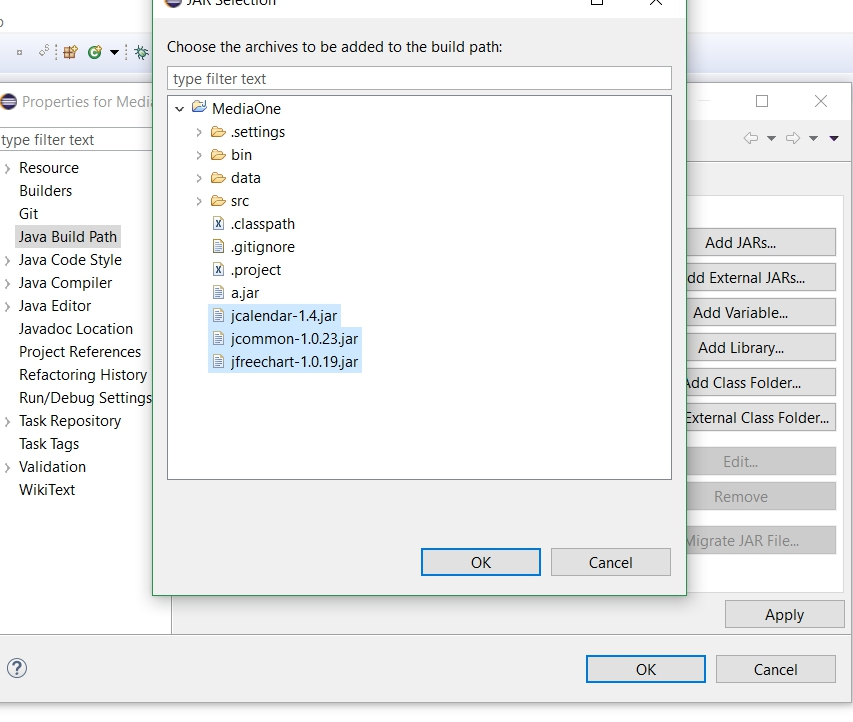 JAR Selection
Choose the archives to be added to the build path:
type filter text
MediaOne
.settings
bin
data
src
.classpath
.gitignore
.project
a.jar
jcalendar-1.4.jar
jcommon-1.0.23.jar
jfreechart-1.0.19.jar
OK
Cancel
Properties for Media
type filter text
Resource
Builders
Git
Java Build Path
Java Code Style
Java Compiler
Java Editor
Javadoc Location
Project References
Refactoring History
Run/Debug Settings
Task Repository
Task Tags
Validation
WikiText
Add JARs...
dd External JARs...
Add Variable...
Add Library...
Add Class Folder...
External Class Folder...
Edit...
Remove
Migrate JAR File...
Apply
OK
Cancel